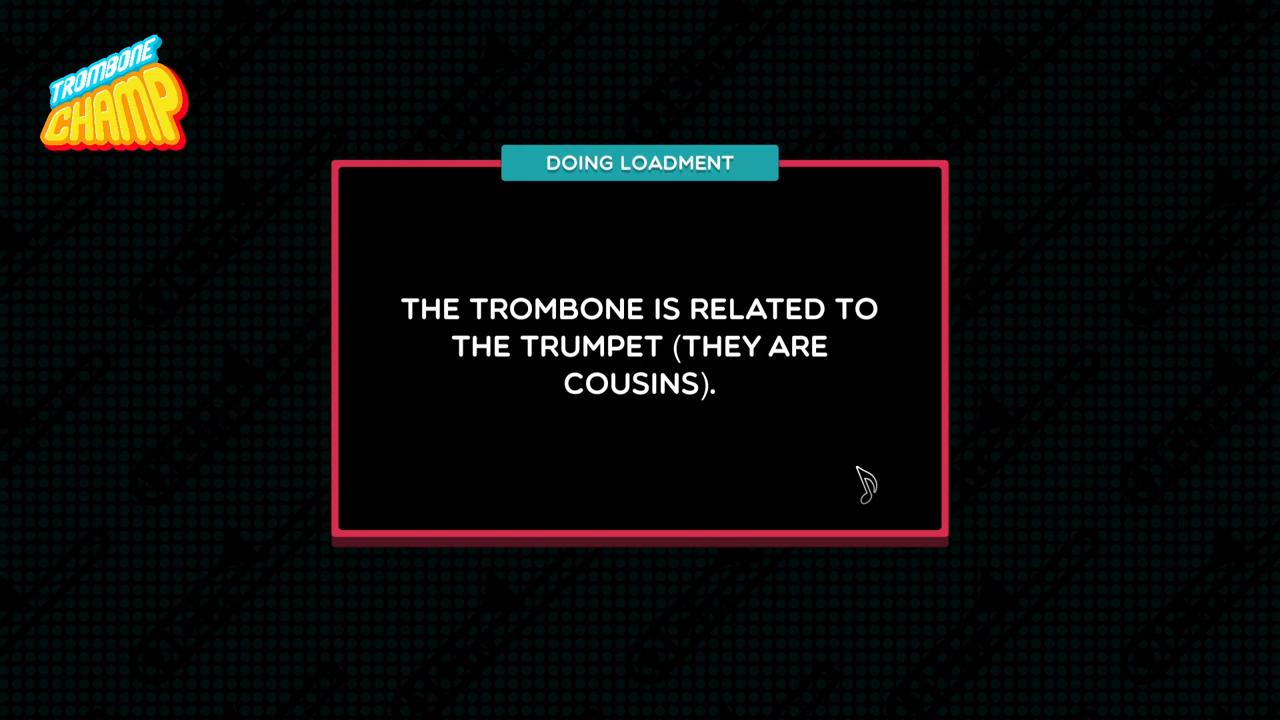 TROMBONE
CHAMP
DOING LOADMENT
THE TROMBONE IS RELATED TO
THE TRUMPET (THEY ARE
COUSINS).